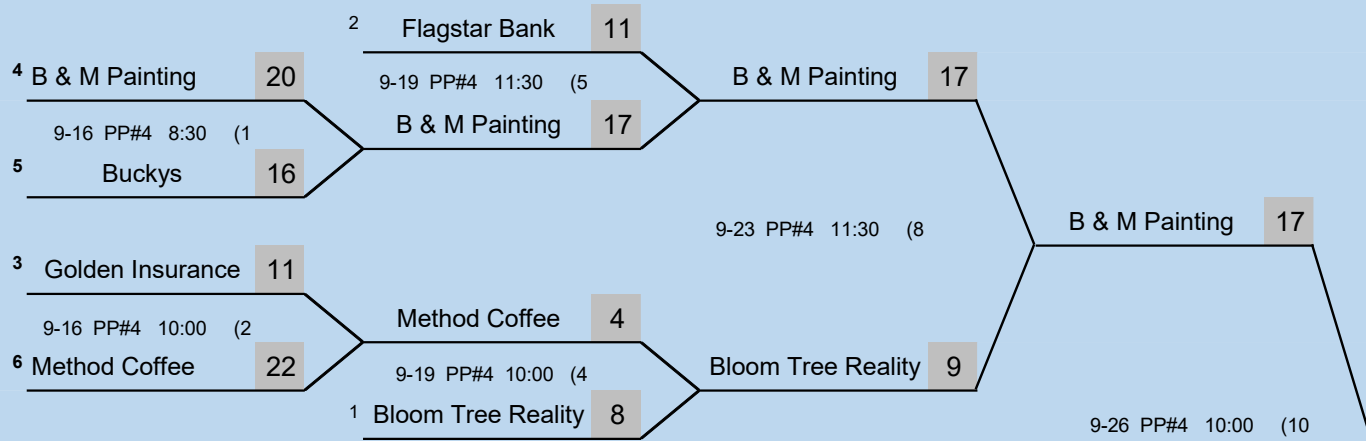 2 Flagstar Bank 11
4 B & M Painting 20
9-19 PP#4 11:30 (5
B & M Painting 17
9-16 PP#4 8:30 (1
B & M Painting 17
5 Buckys 16
9-23 PP#4 11:30 (8
B & M Painting 17
3 Golden Insurance 11
Method Coffee 4
9-16 PP#4 10:00 (2
6 Method Coffee 22
9-19 PP#4 10:00 (4
Bloom Tree Reality 9
1 Bloom Tree Reality 8
9-26 PP#4 10:00 (10